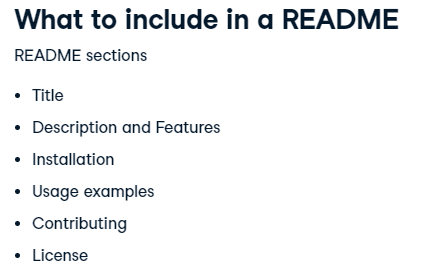 What to include in a README
README sections
• Title
• Description and Features
• Installation
• Usage examples
• Contributing
• License